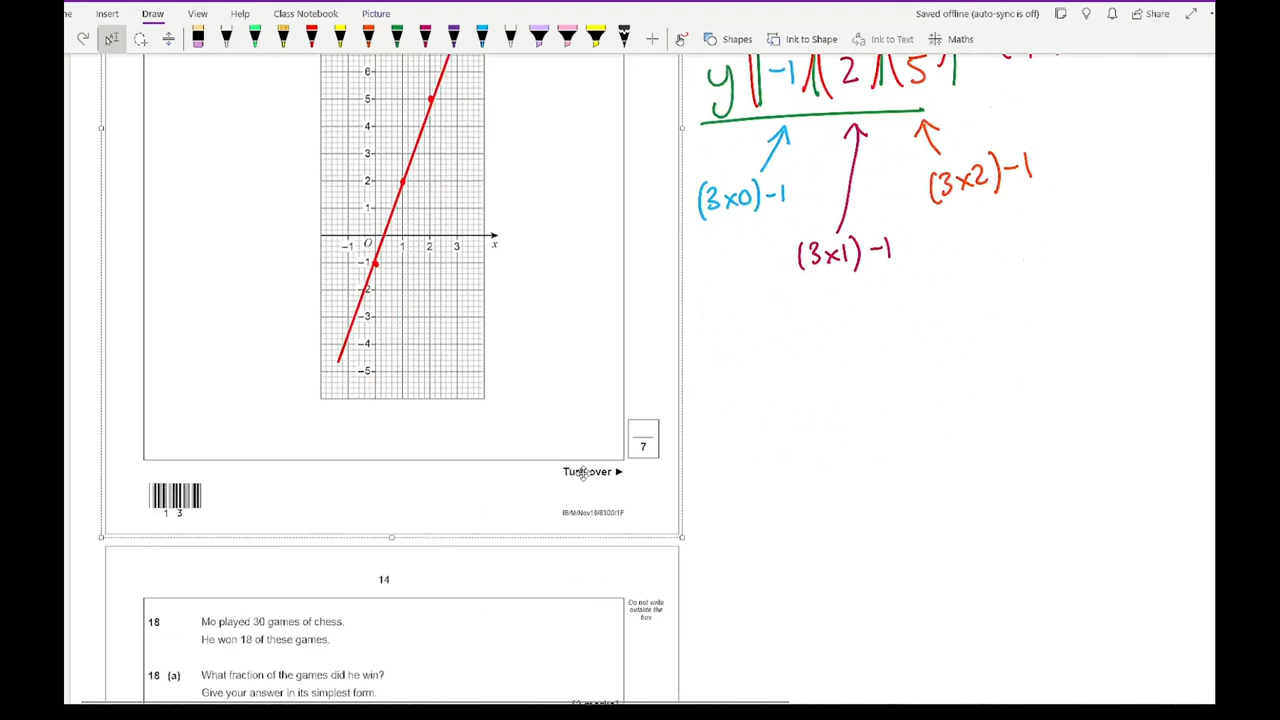 Insert Draw View Help Class Notebook Picture Saved offline (auto-sync is off) Share
Shapes Ink to Shape Ink to Text Maths
6
5
4
3
2
1
-1 O 1 2 3 x
-1
-2
-3
-4
-5
y -1 2 5
(3x0)-1
(3x1)-1
(3x2)-1
7
Turn over ►
1 3
IB/M/Nov18/8300/1F
14
Do not write
outside the
box
18 Mo played 30 games of chess.
He won 18 of these games.
18 (a) What fraction of the games did he win?
Give your answer in its simplest form.